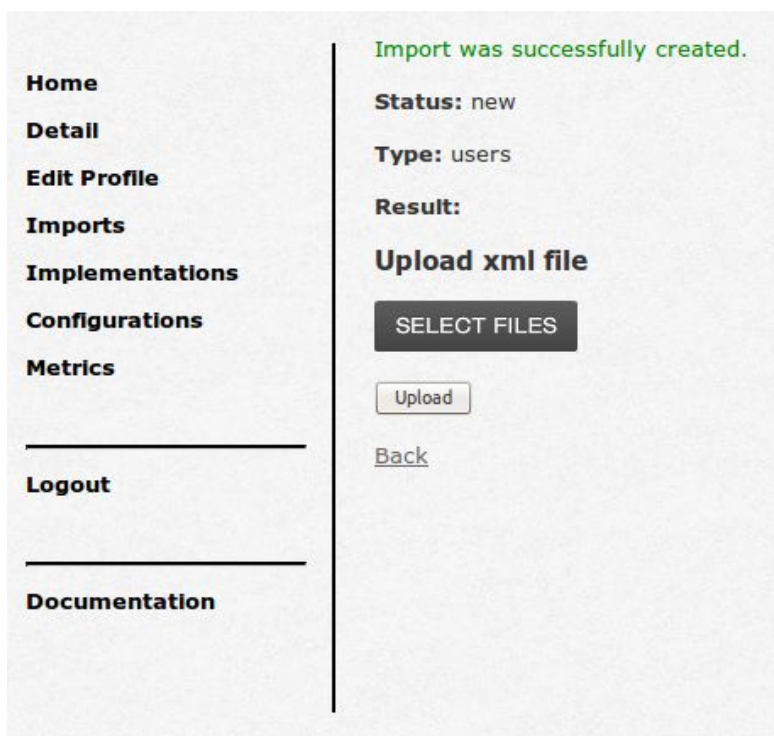 Home
Detail
Edit Profile
Imports
Implementations
Configurations
Metrics
Logout
Documentation
Import was successfully created.
Status: new
Type: users
Result:
Upload xml file
SELECT FILES
Upload
Back